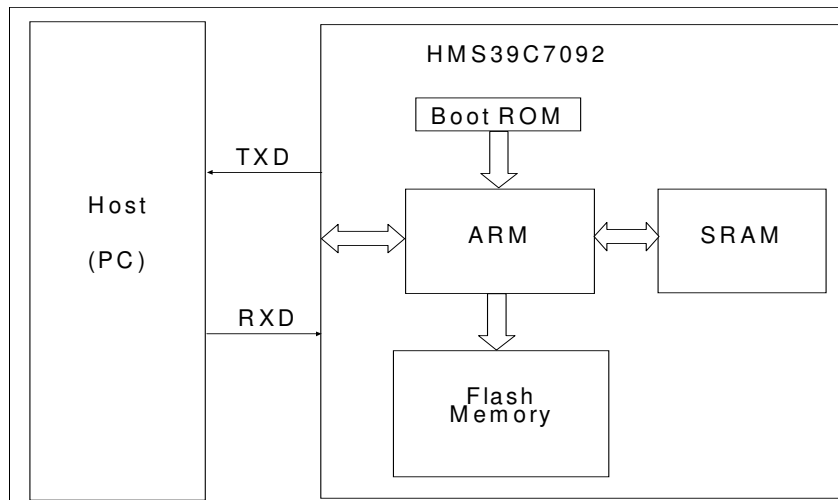 HMS39C7092
Boot ROM
TXD
Host
(PC)
ARM
SRAM
RXD
Flash
Memory